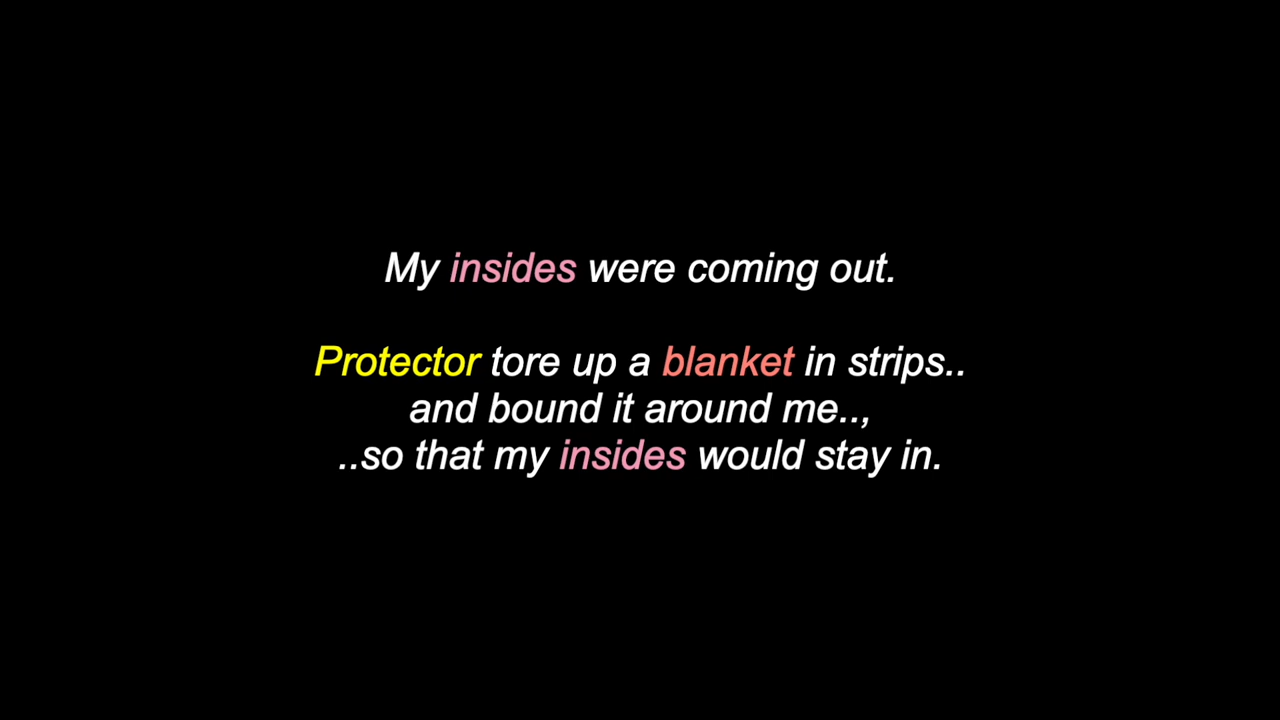 My insides were coming out.
Protector tore up a blanket in strips..
and bound it around me..,
..so that my insides would stay in.